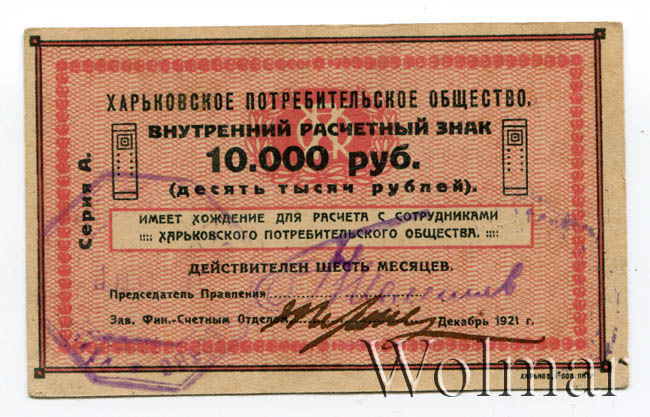 ХАРЬКОВСКОЕ ПОТРЕБИТЕЛЬСКОЕ ОБЩЕСТВО.
ВНУТРЕННИЙ РАСЧЕТНЫЙ ЗНАК
10.000 руб.
(десять тысяч рублей).
Серия А.
ИМЕЕТ ХОЖДЕНИЕ ДЛЯ РАСЧЕТА С СОТРУДНИКАМИ
:::: ХАРЬКОВСКОГО ПОТРЕБИТЕЛЬСКОГО ОБЩЕСТВА. ::::
ДЕЙСТВИТЕЛЕН ШЕСТЬ МЕСЯЦЕВ.
Председатель Правления
Зав. Фин.-Счетным Отделом
Декабрь 1921 г.
Wolmar